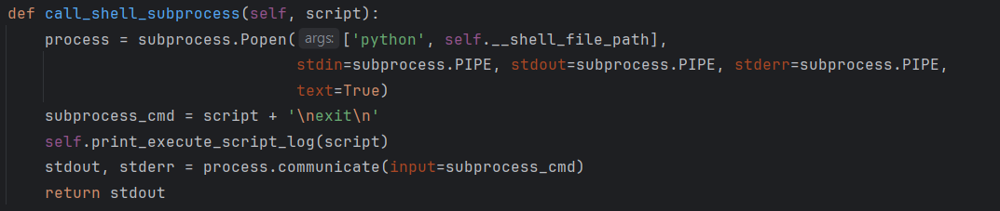 def call_shell_subprocess(self, script):
    process = subprocess.Popen( args: ['python', self.__shell_file_path],
                               stdin=subprocess.PIPE, stdout=subprocess.PIPE, stderr=subprocess.PIPE,
                               text=True)
    subprocess_cmd = script + '\nexit\n'
    self.print_execute_script_log(script)
    stdout, stderr = process.communicate(input=subprocess_cmd)
    return stdout